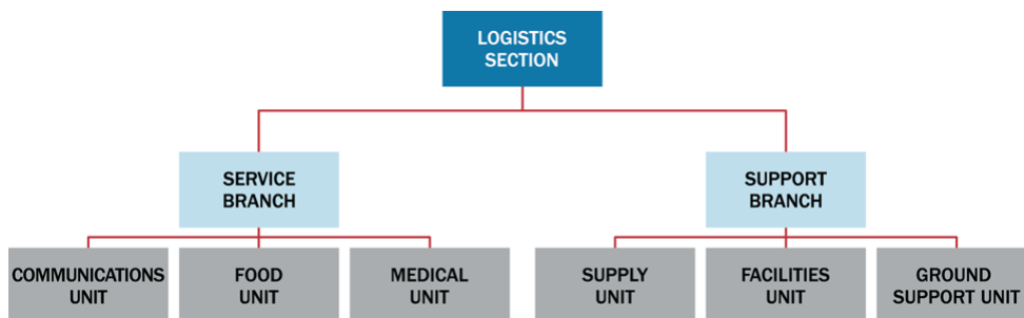 LOGISTICS
SECTION
SERVICE
BRANCH
SUPPORT
BRANCH
COMMUNICATIONS
UNIT
FOOD
UNIT
MEDICAL
UNIT
SUPPLY
UNIT
FACILITIES
UNIT
GROUND
SUPPORT UNIT